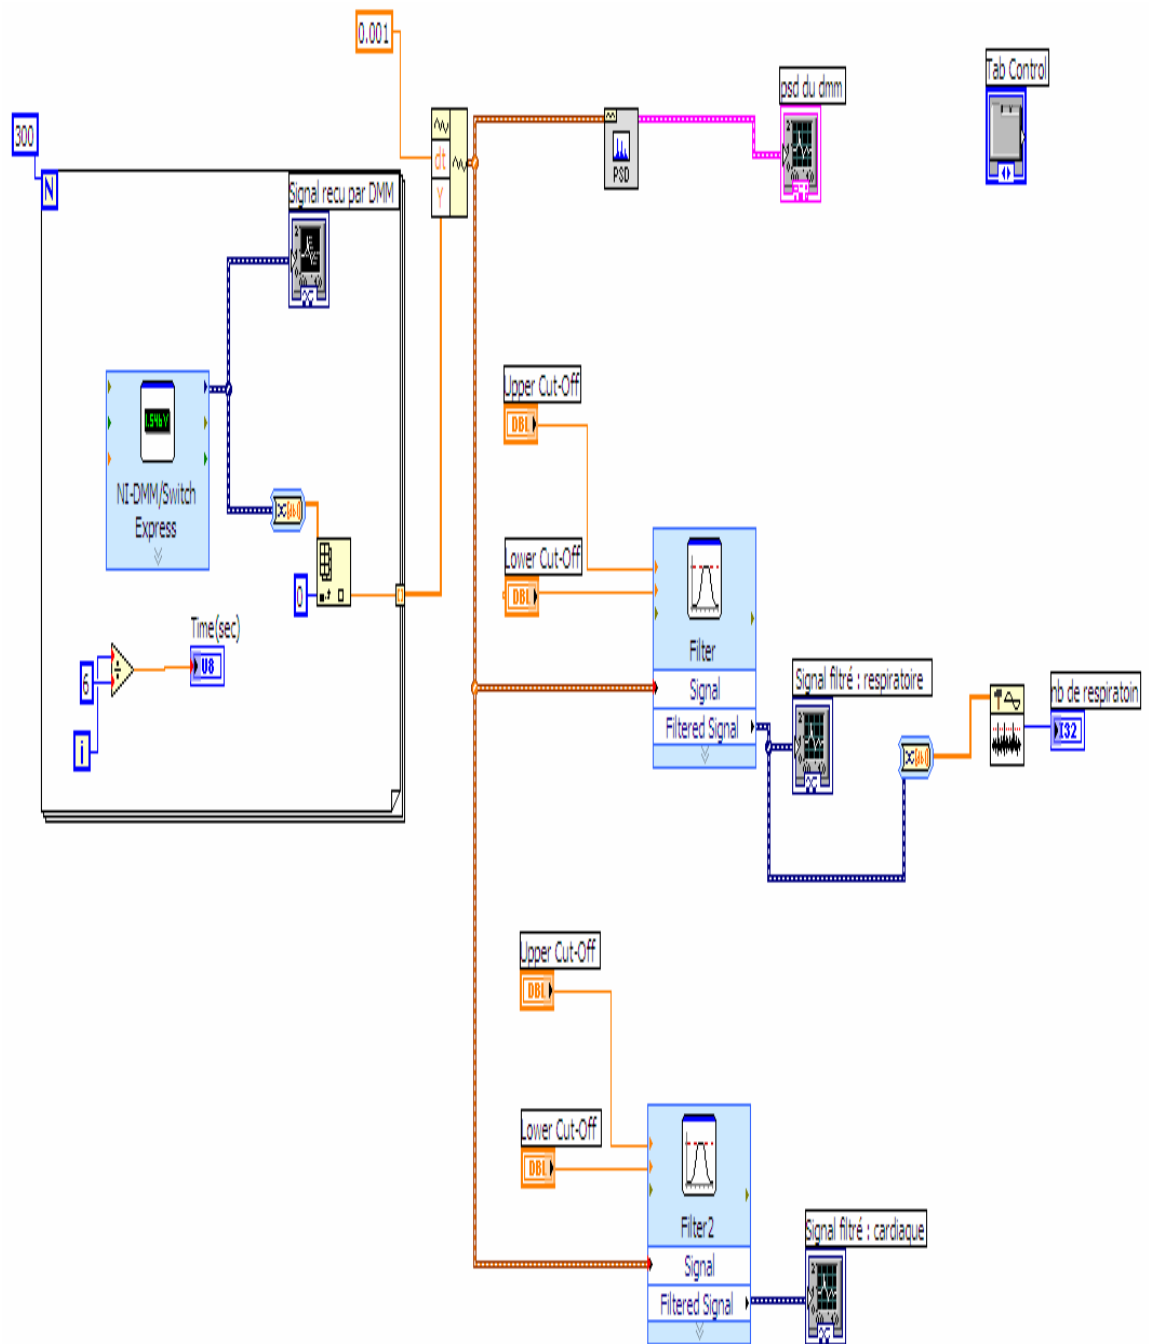 0.001
300
N
Signal recu par DMM
dt
Y
PSD
psd du dmm
Tab Control
NI-DMM/Switch
Express
0
Time(sec)
U8
6
i
Upper Cut-Off
DBL
Lower Cut-Off
DBL
Filter
Signal
Filtered Signal
Signal filtré : respiratoire
nb de respiratoin
I32
Upper Cut-Off
DBL
Lower Cut-Off
DBL
Filter2
Signal
Filtered Signal
Signal filtré : cardiaque